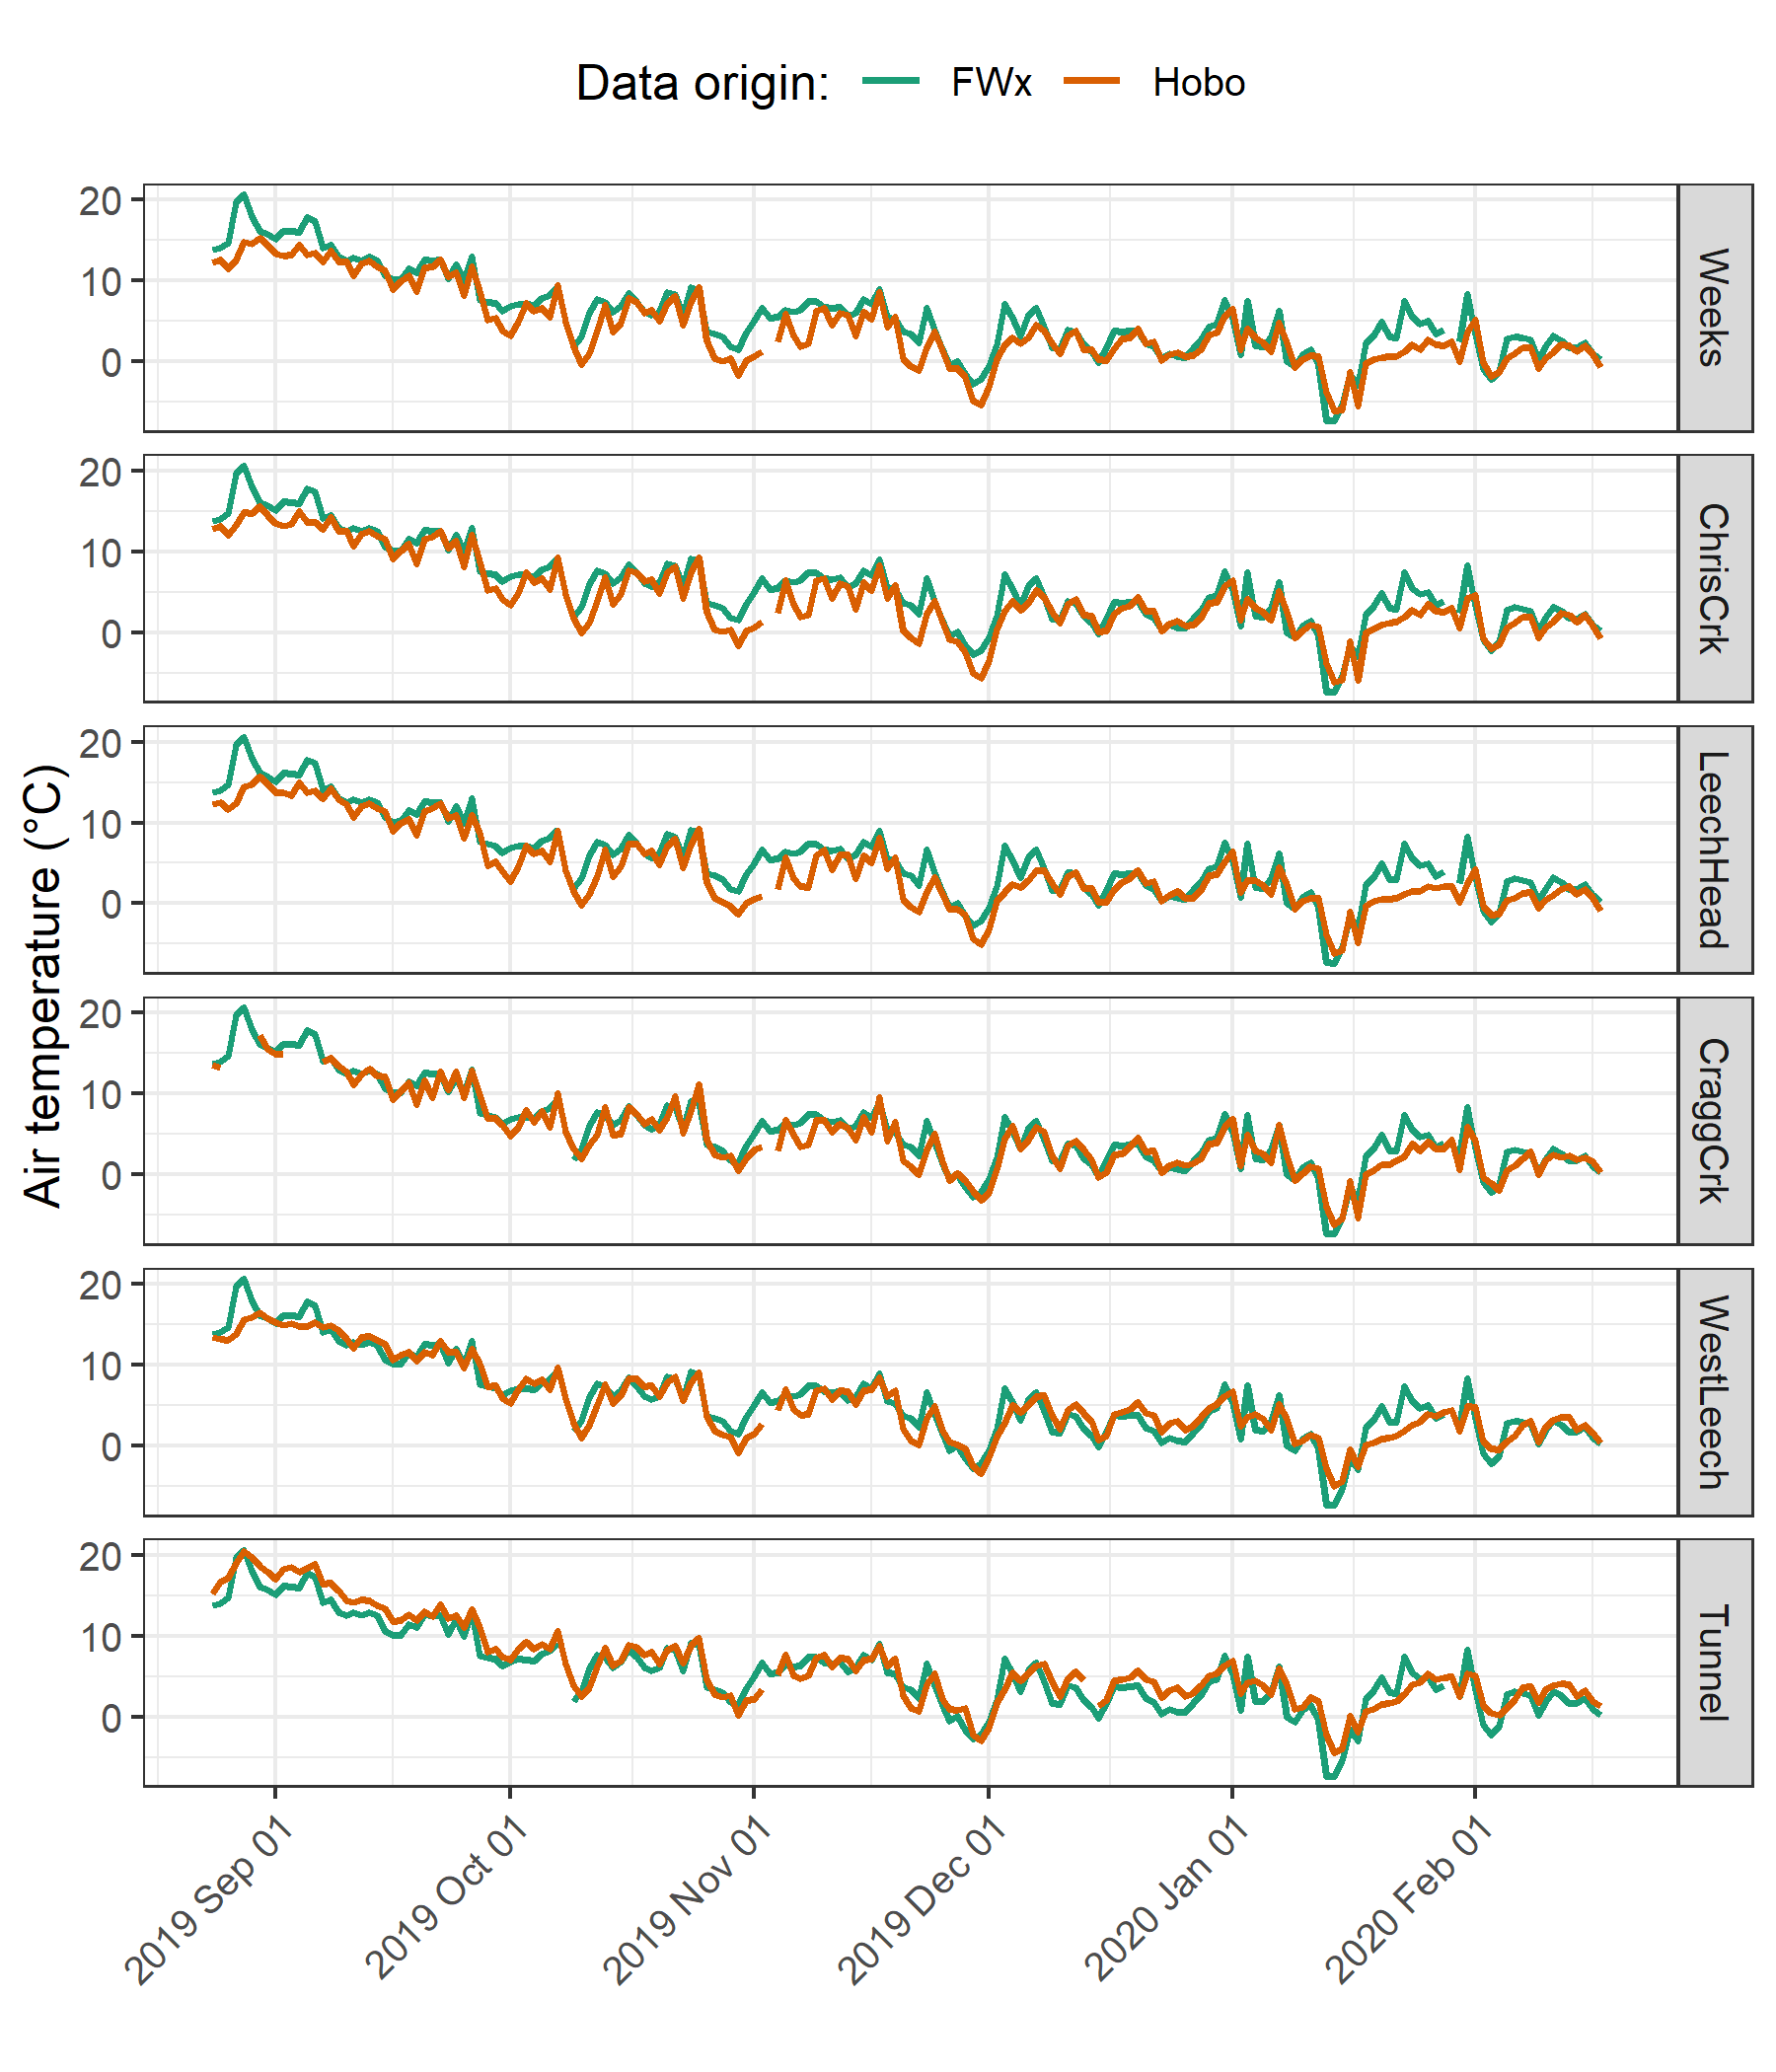 Data origin: FWx Hobo
Air temperature (°C)
20
10
0
Weeks
20
10
0
ChrisCrk
20
10
0
LeechHead
20
10
0
CraggCrk
20
10
0
WestLeech
20
10
0
Tunnel
2019 Sep 01
2019 Oct 01
2019 Nov 01
2019 Dec 01
2020 Jan 01
2020 Feb 01